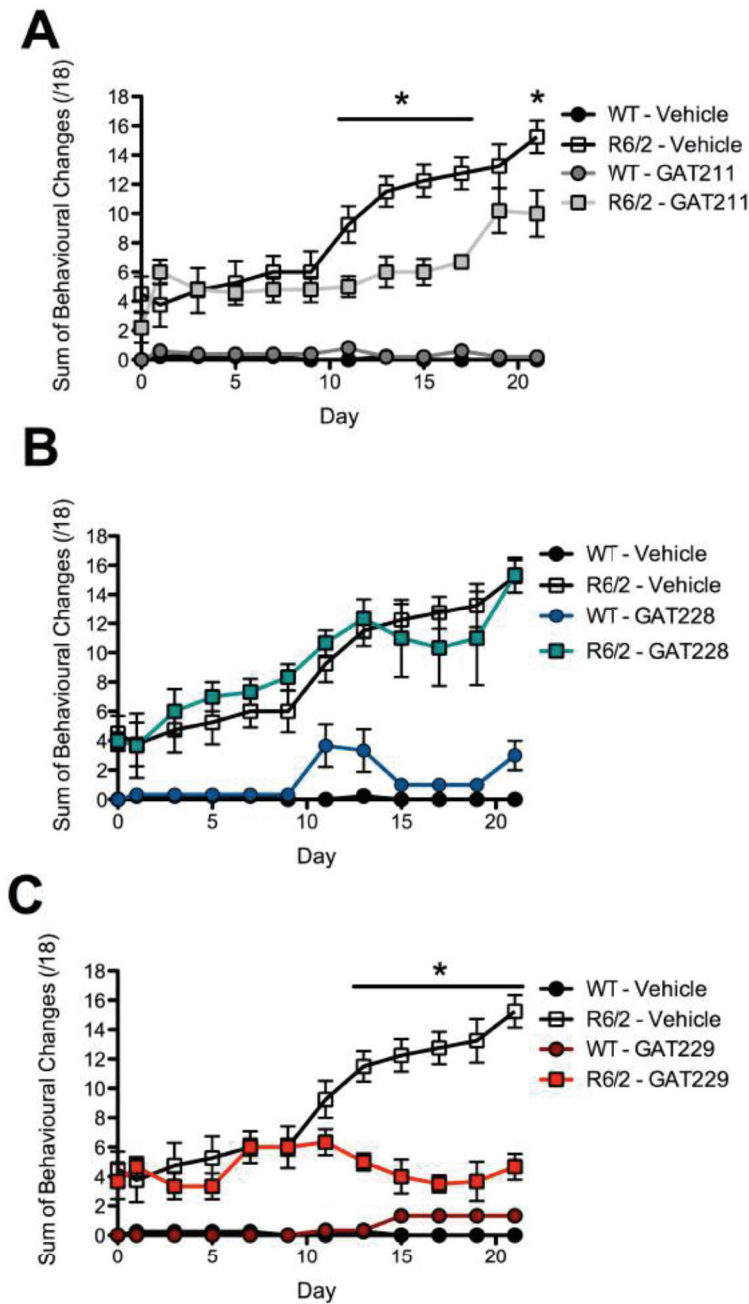 A
Sum of Behavioural Changes (/18)
18
16
14
12
10
8
6
4
2
0
0
5
10
15
20
Day
*
*
WT - Vehicle
R6/2 - Vehicle
WT - GAT211
R6/2 - GAT211
B
Sum of Behavioural Changes (/18)
18
16
14
12
10
8
6
4
2
0
0
5
10
15
20
Day
WT - Vehicle
R6/2 - Vehicle
WT - GAT228
R6/2 - GAT228
C
Sum of Behavioural Changes (/18)
18
16
14
12
10
8
6
4
2
0
0
5
10
15
20
Day
*
WT - Vehicle
R6/2 - Vehicle
WT - GAT229
R6/2 - GAT229